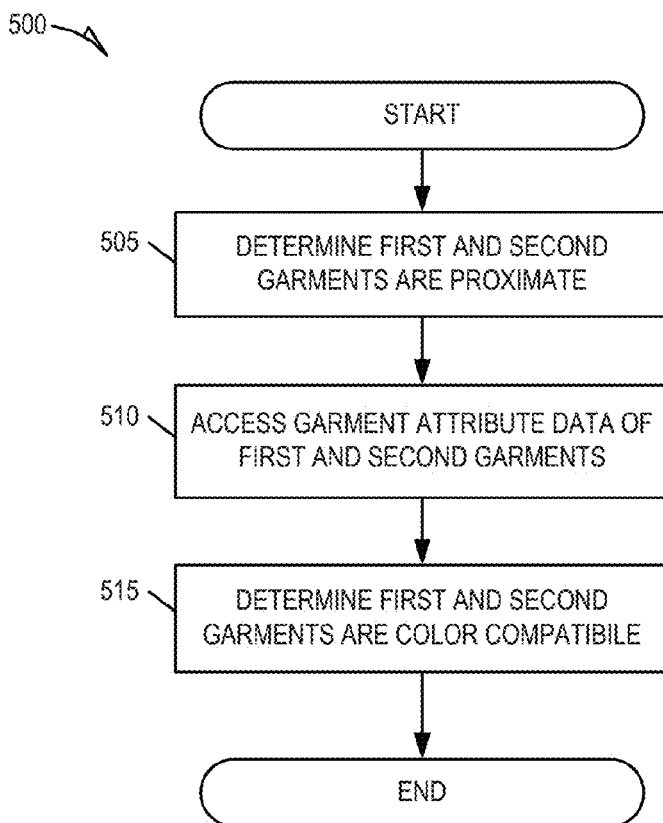 500
START
505
DETERMINE FIRST AND SECOND
GARMENTS ARE PROXIMATE
510
ACCESS GARMENT ATTRIBUTE DATA OF
FIRST AND SECOND GARMENTS
515
DETERMINE FIRST AND SECOND
GARMENTS ARE COLOR COMPATIBILE
END